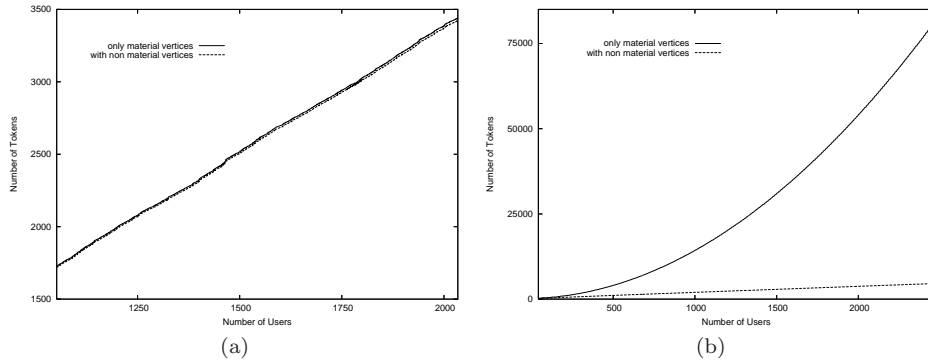 3500
3000
2500
2000
1500
Number of Tokens
only material vertices
with non material vertices
1250
1500
1750
2000
Number of Users
(a)
75000
50000
25000
0
Number of Tokens
only material vertices
with non material vertices
500
1000
1500
2000
Number of Users
(b)